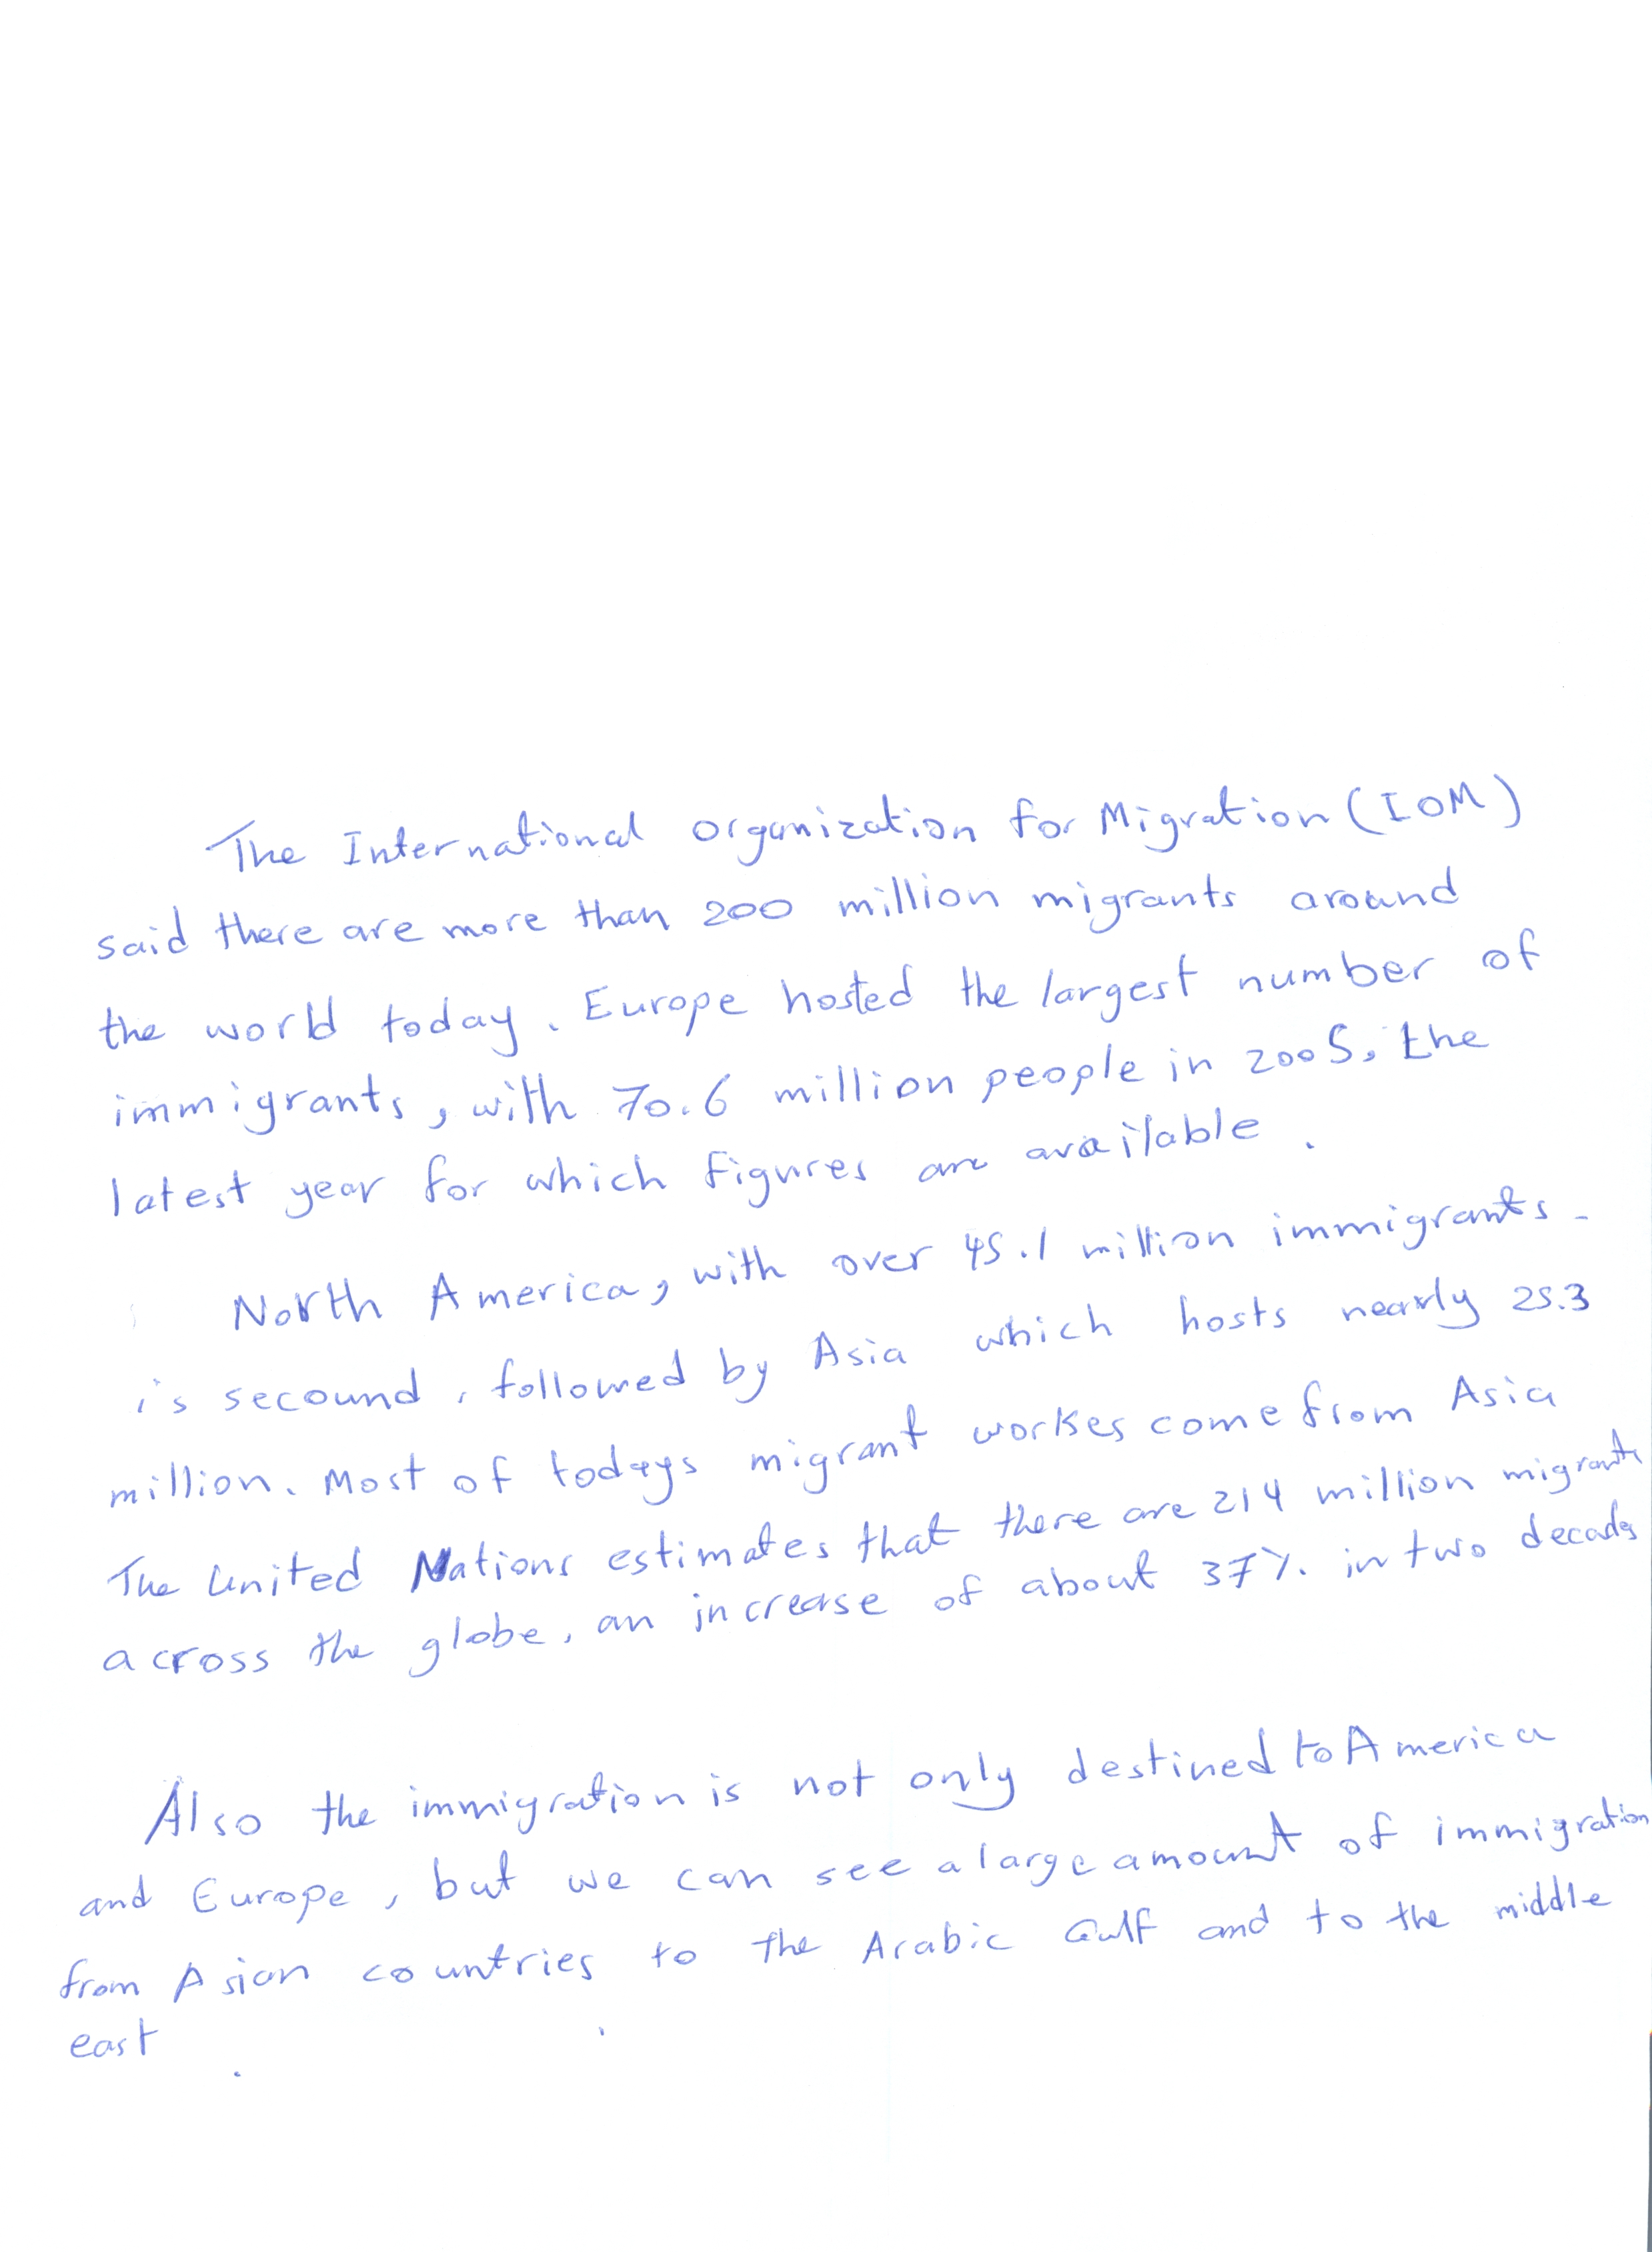 The International Organization for Migration (IOM)
said there are more than 200 million migrants around
the world today. Europe hosted the largest number of
immigrants, with 70.6 million people in 2005, the
latest year for which figures are available.
North America, with over 45.1 million immigrants -
is secound, followed by Asia which hosts nearly 25.3
million. Most of todays migrant workes come from Asia
The United Nations estimates that there are 214 million migrants
across the globe, an increase of about 37% in two decades
Also the immigration is not only destined to America
and Europe, but we can see a large amount of immigration
from Asian countries to the Arabic Gulf and to the middle
east.